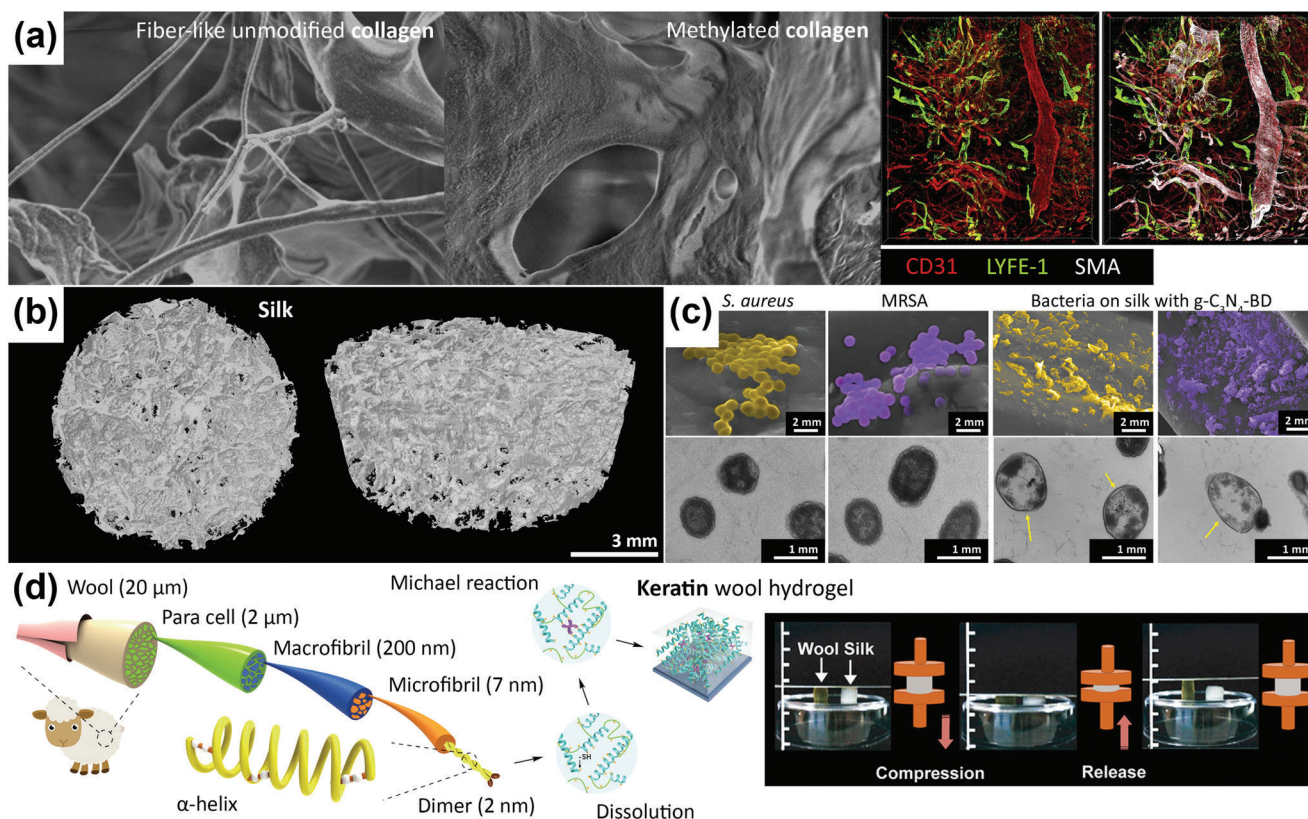 (a)
Fiber-like unmodified collagen
Methylated collagen
CD31 LYFE-1 SMA
(b)
Silk
3 mm
(c)
S. aureus
MRSA
Bacteria on silk with g-C₃N₄-BD
2 mm
2 mm
2 mm
2 mm
1 mm
1 mm
1 mm
1 mm
(d)
Wool (20 μm)
Para cell (2 μm)
Macrofibril (200 nm)
Microfibril (7 nm)
α-helix
Dimer (2 nm)
Dissolution
-SH
Michael reaction
Keratin wool hydrogel
Wool Silk
Compression
Release